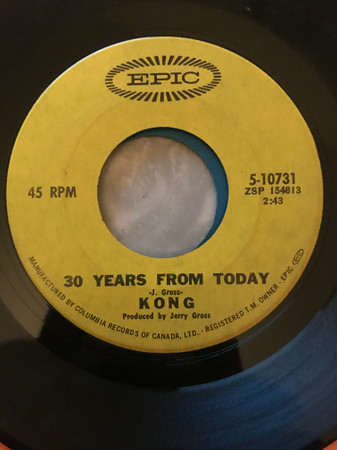 EPIC
45 RPM
5-10731
ZSP 154813
2:43
30 YEARS FROM TODAY
-J. Gross-
KONG
Produced by Jerry Gross
MANUFACTURED BY COLUMBIA RECORDS OF CANADA, LTD. - REGISTERED T.M. OWNER - EPIC
EPIC